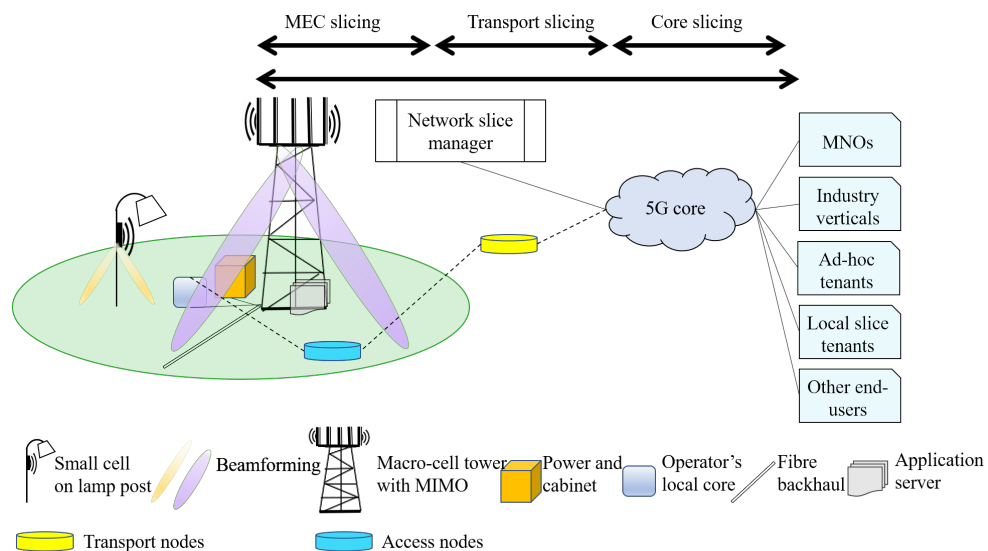 MEC slicing
Transport slicing
Core slicing
Network slice
manager
5G core
MNOs
Industry
verticals
Ad-hoc
tenants
Local slice
tenants
Other end-
users
Small cell
on lamp post
Beamforming
Macro-cell tower
with MIMO
Power and
cabinet
Operator's
local core
Fibre
backhaul
Application
server
Transport nodes
Access nodes